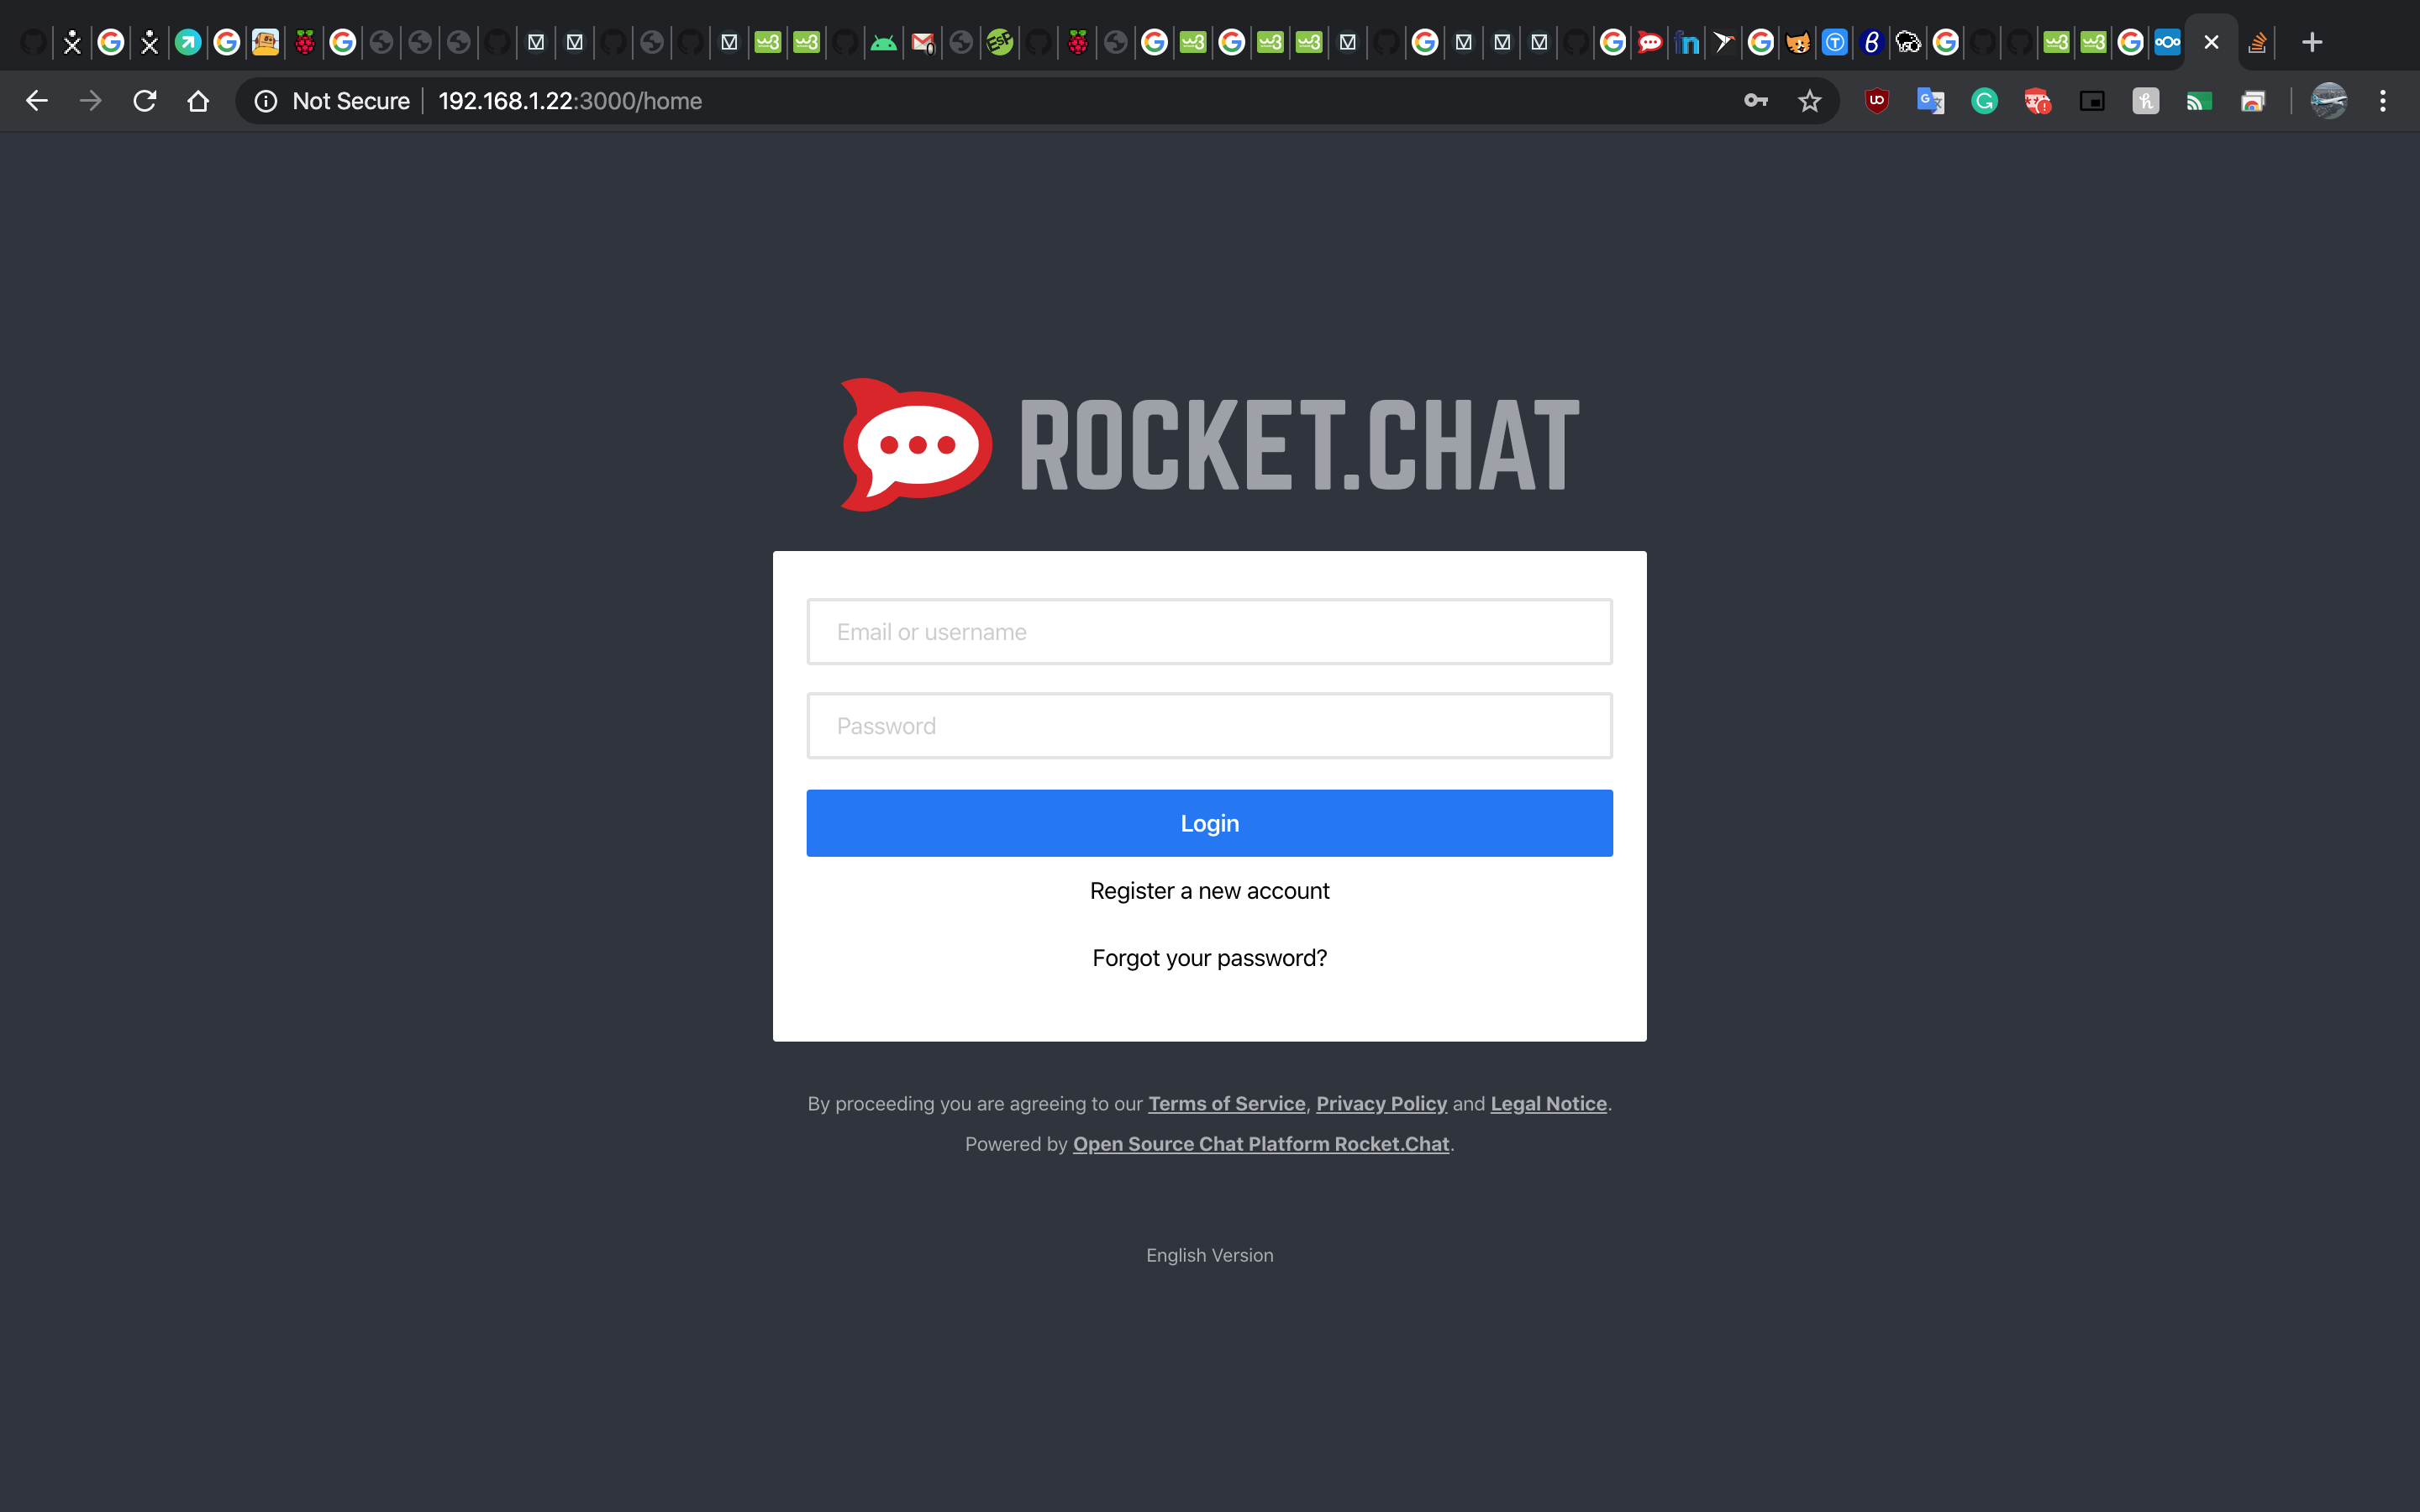 Not Secure 192.168.1.22:3000/home
ROCKET.CHAT
Email or username
Password
Login
Register a new account
Forgot your password?
By proceeding you are agreeing to our Terms of Service, Privacy Policy and Legal Notice.
Powered by Open Source Chat Platform Rocket.Chat.
English Version